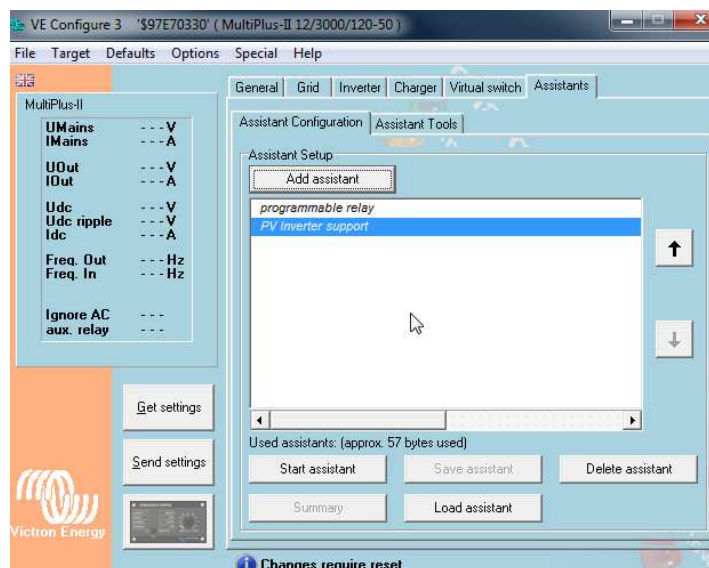 VE Configure 3 '$97E70330' ( MultiPlus-II 12/3000/120-50 )
File Target Defaults Options Special Help
MultiPlus-II
UMains - - - V
IMains - - - A
UOut - - - V
IOut - - - A
Udc - - - V
Udc ripple - - - V
Idc - - - A
Freq. Out - - - Hz
Freq. In - - - Hz
Ignore AC - - -
aux. relay - - -
Get settings
Send settings
Victron Energy
General Grid Inverter Charger Virtual switch Assistants
Assistant Configuration Assistant Tools
Assistant Setup
Add assistant
programmable relay
PV Inverter support
Used assistants: (approx. 57 bytes used)
Start assistant Save assistant Delete assistant
Summary Load assistant
Changes require reset